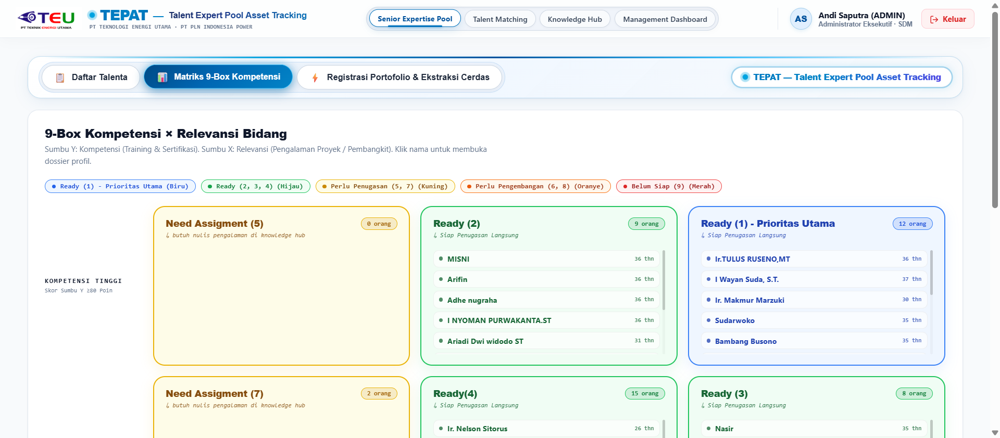 TEU
PT TEKNIK ENERGI UTAMA
TEPAT — Talent Expert Pool Asset Tracking
PT TEKNOLOGI ENERGI UTAMA · PT PLN INDONESIA POWER
Senior Expertise Pool
Talent Matching
Knowledge Hub
Management Dashboard
AS
Andi Saputra (ADMIN)
Administrator Eksekutif · SDM
Keluar
Daftar Talenta
Matriks 9-Box Kompetensi
Registrasi Portofolio & Ekstraksi Cerdas
TEPAT — Talent Expert Pool Asset Tracking
9-Box Kompetensi × Relevansi Bidang
Sumbu Y: Kompetensi (Training & Sertifikasi). Sumbu X: Relevansi (Pengalaman Proyek / Pembangkit). Klik nama untuk membuka
dossier profil.
Ready (1) - Prioritas Utama (Biru)
Ready (2, 3, 4) (Hijau)
Perlu Penugasan (5, 7) (Kuning)
Perlu Pengembangan (6, 8) (Oranye)
Belum Siap (9) (Merah)
KOMPETENSI TINGGI
Skor Sumbu Y ≥80 Poin
Need Assigment (5)
0 orang
↳ butuh nulis pengalaman di knowledge hub
Ready (2)
9 orang
↳ Siap Penugasan Langsung
MISNI 36 thn
Arifin 36 thn
Adhe nugraha 36 thn
I NYOMAN PURWAKANTA.ST 36 thn
Ariadi Dwi widodo ST 31 thn
Ready (1) - Prioritas Utama
12 orang
↳ Siap Penugasan Langsung
Ir.TULUS RUSENO,MT 36 thn
I Wayan Suda, S.T. 37 thn
Ir. Makmur Marzuki 30 thn
Sudarwoko 35 thn
Bambang Busono 35 thn
Need Assigment (7)
2 orang
↳ butuh nulis pengalaman di knowledge hub
Ready(4)
15 orang
↳ Siap Penugasan Langsung
Ir. Nelson Sitorus 26 thn
Ready (3)
8 orang
↳ Siap Penugasan Langsung
Nasir 35 thn